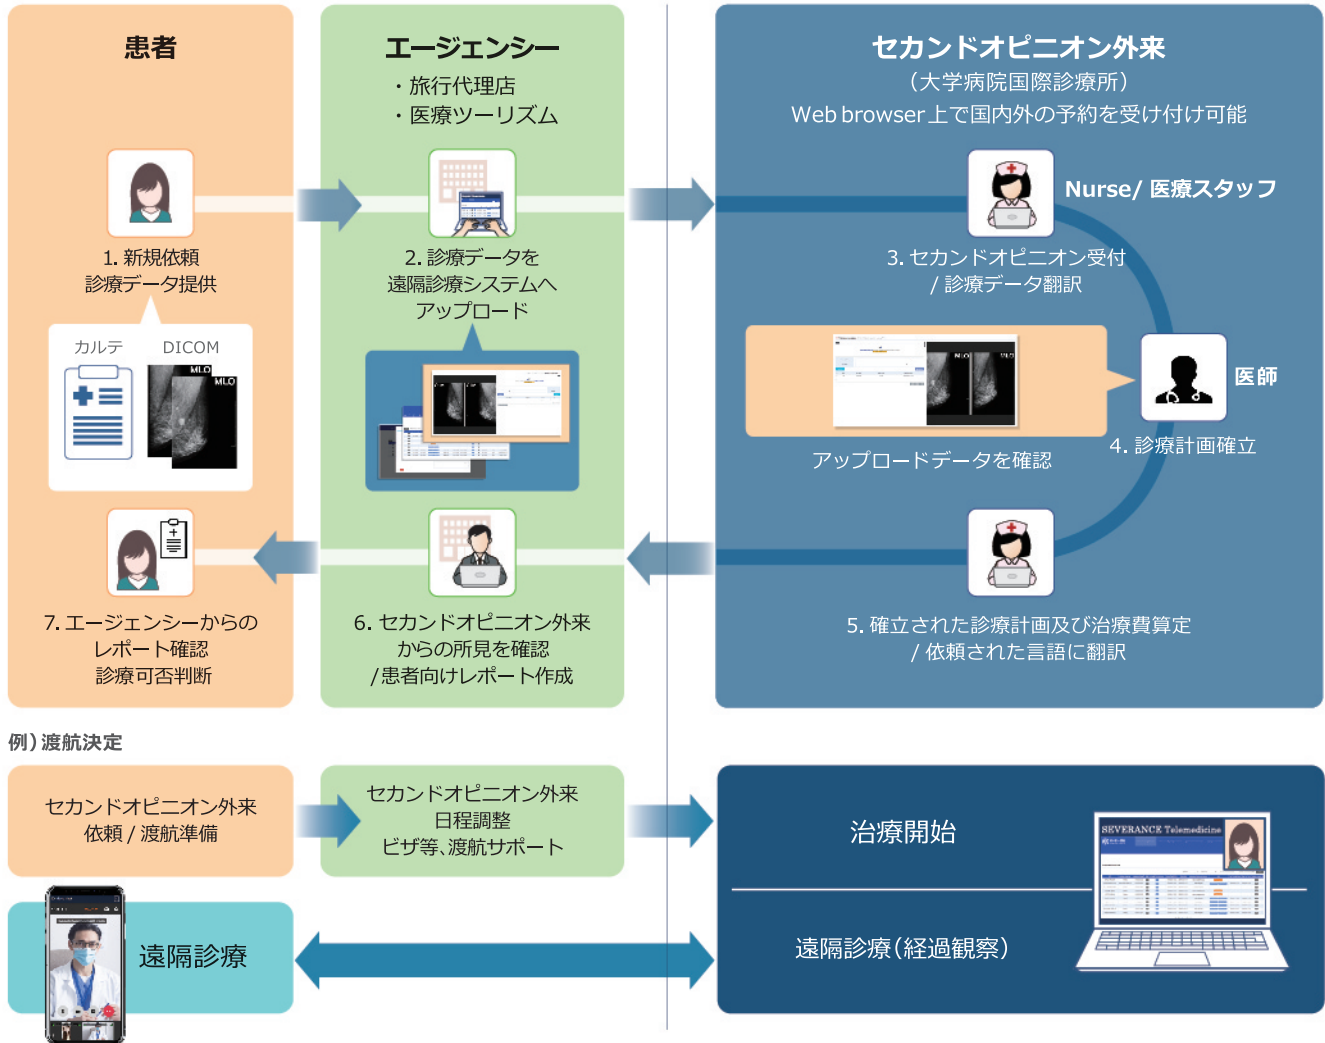 患者
エージェンシー
・旅行代理店
・医療ツーリズム
セカンドオピニオン外来
（大学病院国際診療所）
Web browser上で国内外の予約を受け付け可能
Nurse/ 医療スタッフ
1. 新規依頼
診療データ提供
2. 診療データを
遠隔診療システムへ
アップロード
3. セカンドオピニオン受付
/ 診療データ翻訳
カルテ
DICOM
MLO
MLO
MLO
MLO
医師
アップロードデータを確認
4. 診療計画確立
7. エージェンシーからの
レポート確認
診療可否判断
6. セカンドオピニオン外来
からの所見を確認
/患者向けレポート作成
5. 確立された診療計画及び治療費算定
/ 依頼された言語に翻訳
例）渡航決定
セカンドオピニオン外来
依頼 / 渡航準備
セカンドオピニオン外来
日程調整
ビザ等、渡航サポート
治療開始
SEVERANCE Telemedicine
遠隔診療
遠隔診療（経過観察）